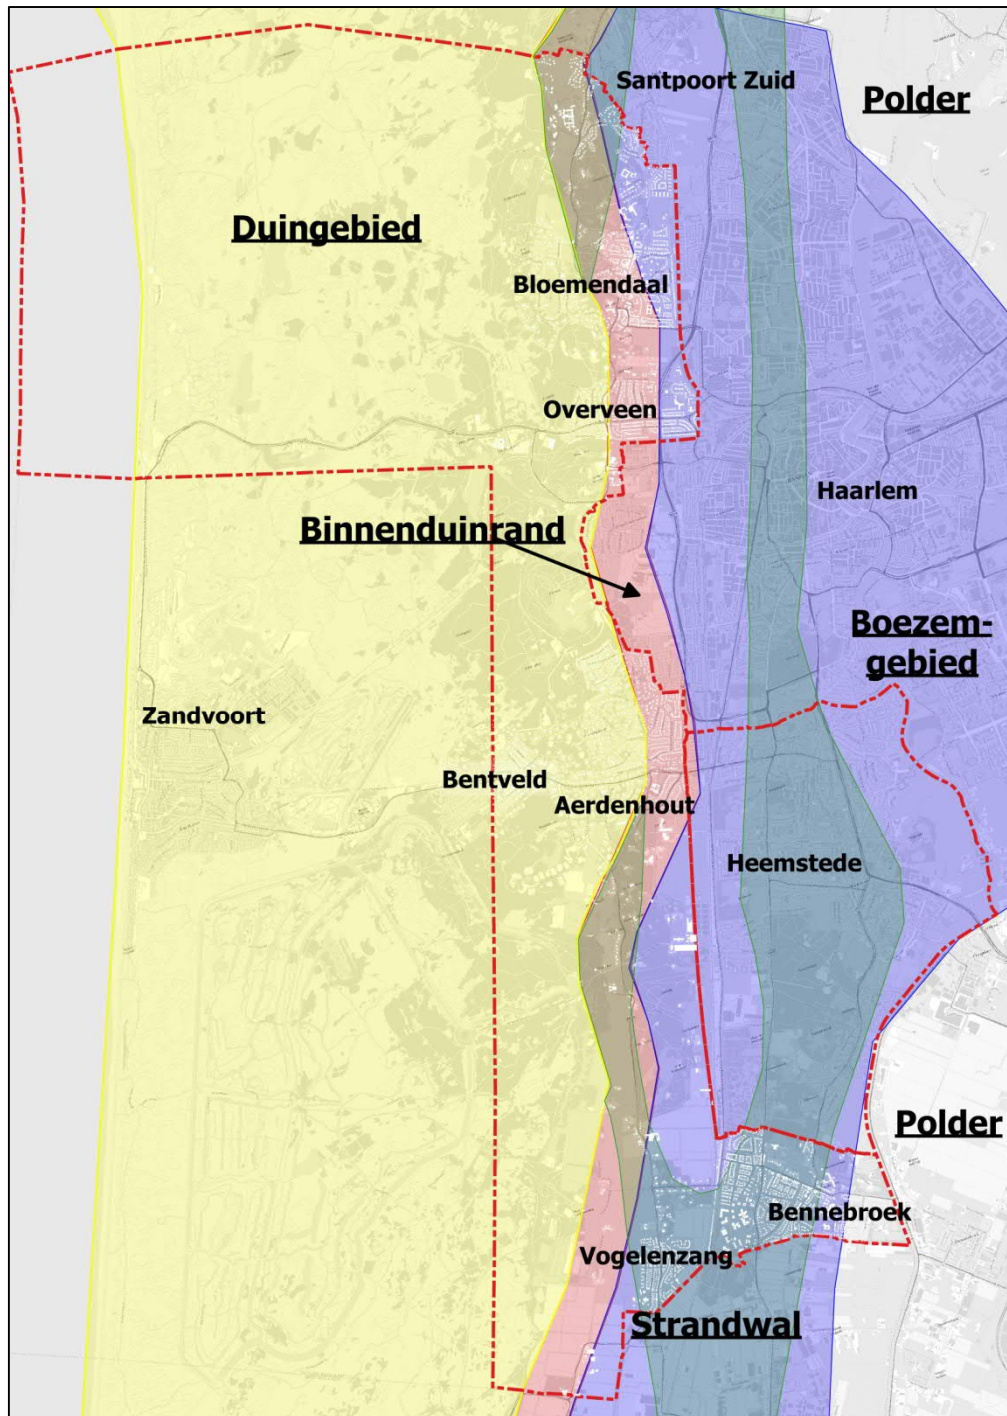 Santpoort Zuid
Polder
Duingebied
Bloemendaal
Overveen
Haarlem
Binnenduinrand
Boezem-
gebied
Zandvoort
Bentveld
Aerdenhout
Heemstede
Polder
Bennebroek
Vogelenzang
Strandwal